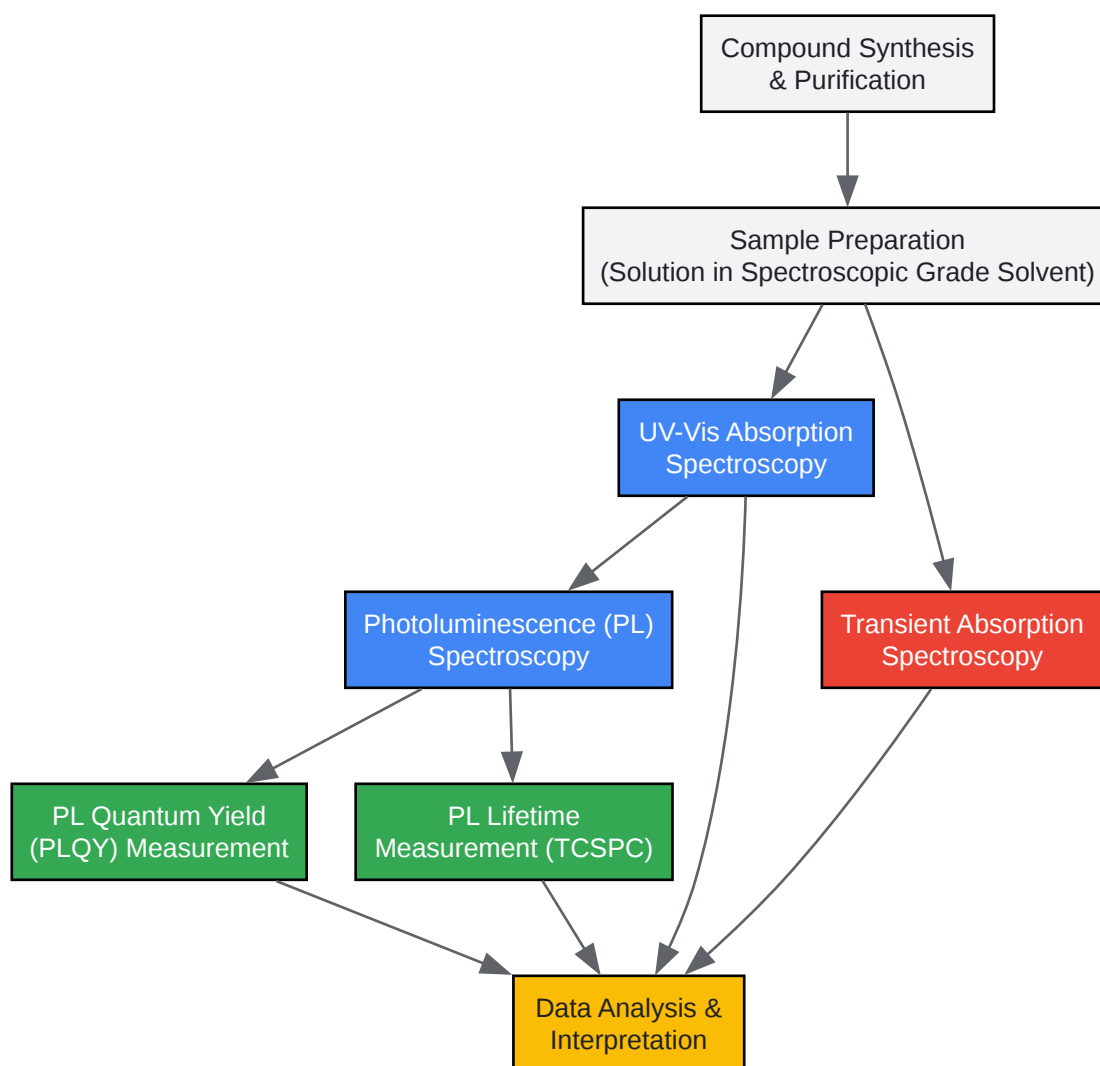 Compound Synthesis
& Purification
Sample Preparation
(Solution in Spectroscopic Grade Solvent)
UV-Vis Absorption
Spectroscopy
Photoluminescence (PL)
Spectroscopy
Transient Absorption
Spectroscopy
PL Quantum Yield
(PLQY) Measurement
PL Lifetime
Measurement (TCSPC)
Data Analysis &
Interpretation